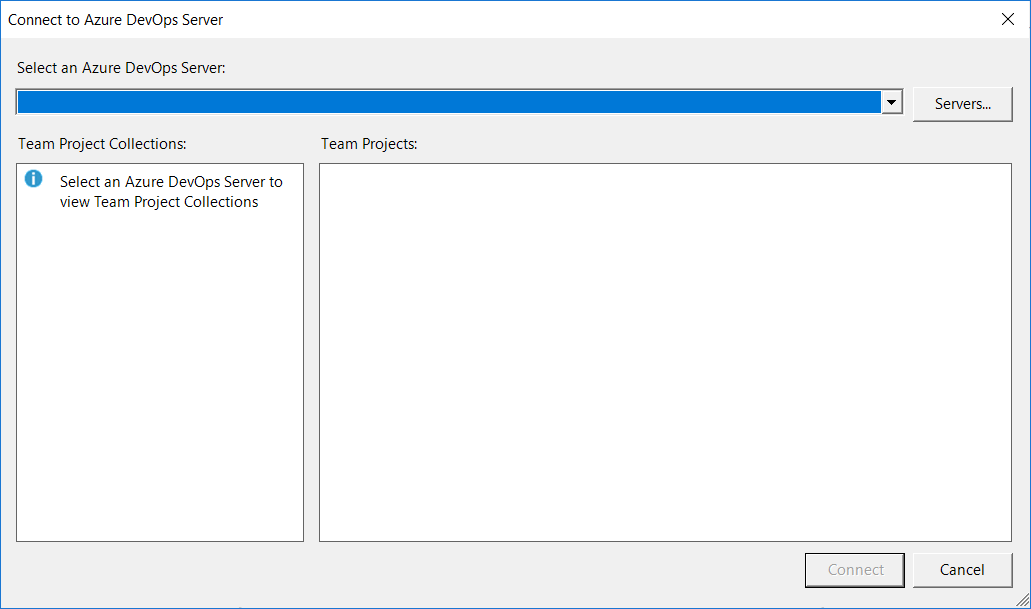 Connect to Azure DevOps Server
Select an Azure DevOps Server:
Servers...
Team Project Collections:
Team Projects:
Select an Azure DevOps Server to
view Team Project Collections
Connect
Cancel